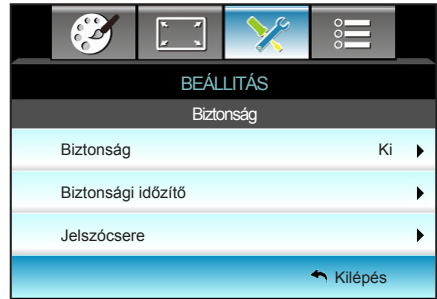 BEÁLLITÁS
Biztonság
Biztonság Ki
Biztonsági időzítő
Jelszócsere
Kilépés